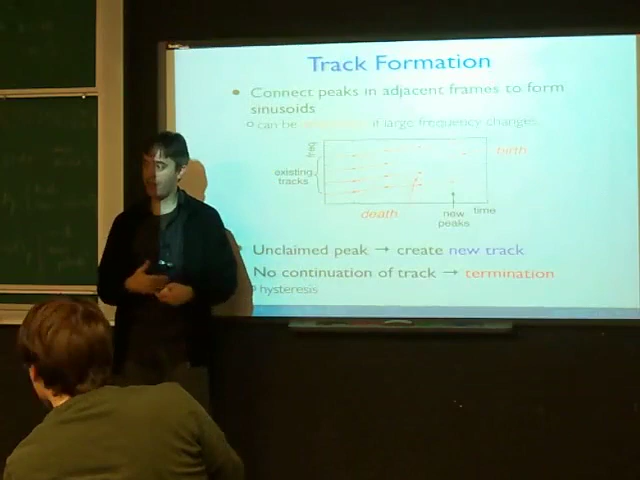 Track Formation
Connect peaks in adjacent frames to form
sinusoids
can be if large frequency changes
freq
birth
existing
tracks
death
new
peaks
time
Unclaimed peak → create new track
No continuation of track → termination
hysteresis